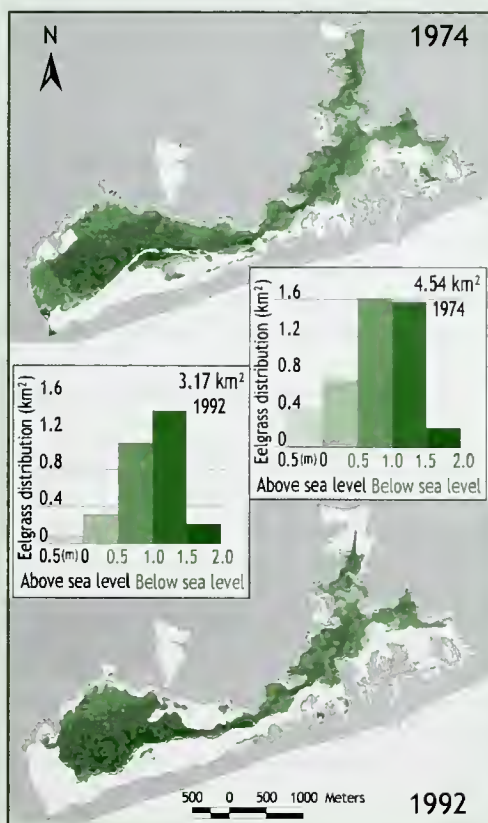 N
1974
4.54 km²
1974
Eelgrass distribution (km²)
1.6
1.2
0.8
0.4
0
0.5(m) 0 0.5 1.0 1.5 2.0
Above sea level Below sea level
3.17 km²
1992
Eelgrass distribution (km²)
1.6
1.2
0.8
0.4
0
0.5(m) 0 0.5 1.0 1.5 2.0
Above sea level Below sea level
500 0 500 1000 Meters
1992